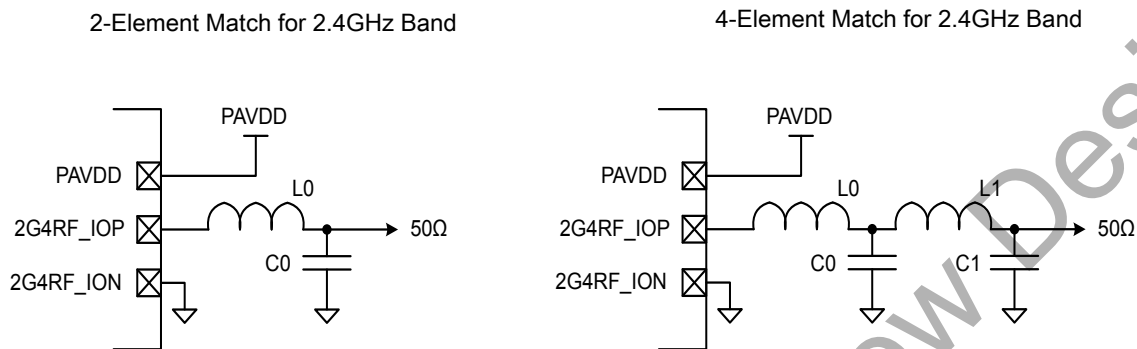 2-Element Match for 2.4GHz Band
PAVDD
PAVDD
L0
2G4RF_IOP
50Ω
C0
2G4RF_ION
4-Element Match for 2.4GHz Band
PAVDD
PAVDD
L0
L1
2G4RF_IOP
50Ω
C0
C1
2G4RF_ION